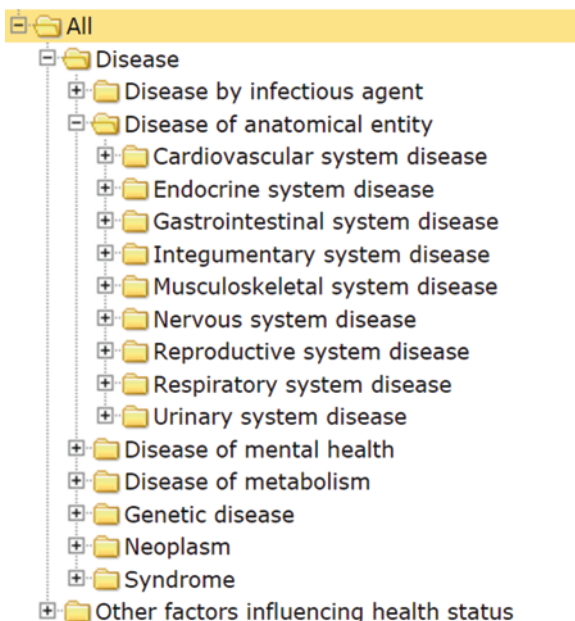 All
Disease
Disease by infectious agent
Disease of anatomical entity
Cardiovascular system disease
Endocrine system disease
Gastrointestinal system disease
Integumentary system disease
Musculoskeletal system disease
Nervous system disease
Reproductive system disease
Respiratory system disease
Urinary system disease
Disease of mental health
Disease of metabolism
Genetic disease
Neoplasm
Syndrome
Other factors influencing health status